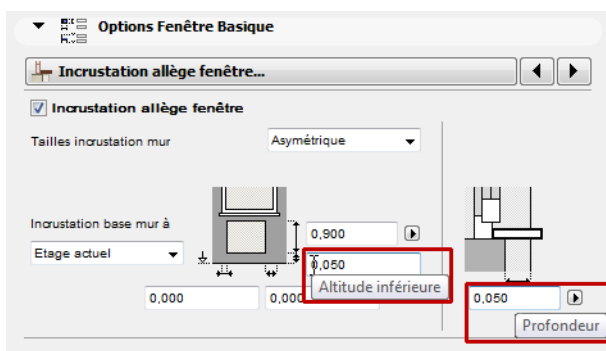 Options Fenêtre Basique
Incrustation allège fenêtre...
Incrustation allège fenêtre
Tailles incrustation mur
Asymétrique
Incrustation base mur à
0,900
Etage actuel
0,050
Altitude inférieure
0,000
0,000
0,050
Profondeur